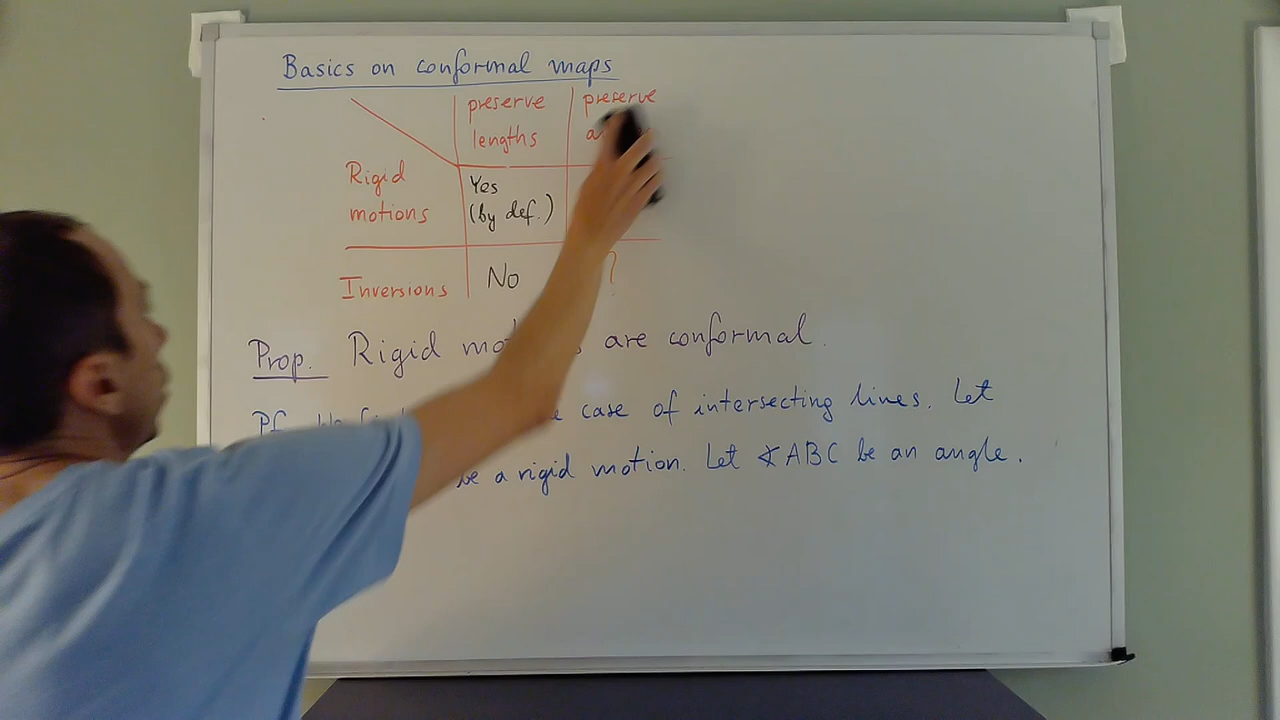 Basics on conformal maps
preserve lengths
preserve
Rigid motions
Yes (by def.)
Inversions
No
?
Prop. Rigid are conformal.
Pf. case of intersecting lines. Let
be a rigid motion. Let ∢ABC be an angle.